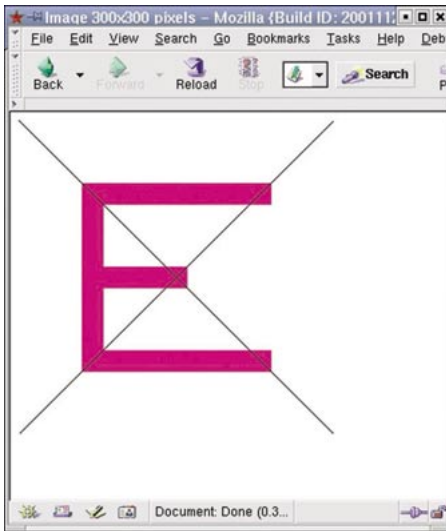 Image 300x300 pixels – Mozilla {Build ID: 200111
File Edit View Search Go Bookmarks Tasks Help Deb
Back Forward Reload Stop Search P
E
Document: Done (0.3...